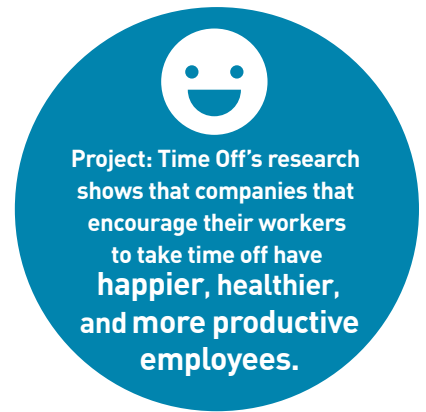 Project: Time Off’s research
shows that companies that
encourage their workers
to take time off have
happier, healthier,
and more productive
employees.